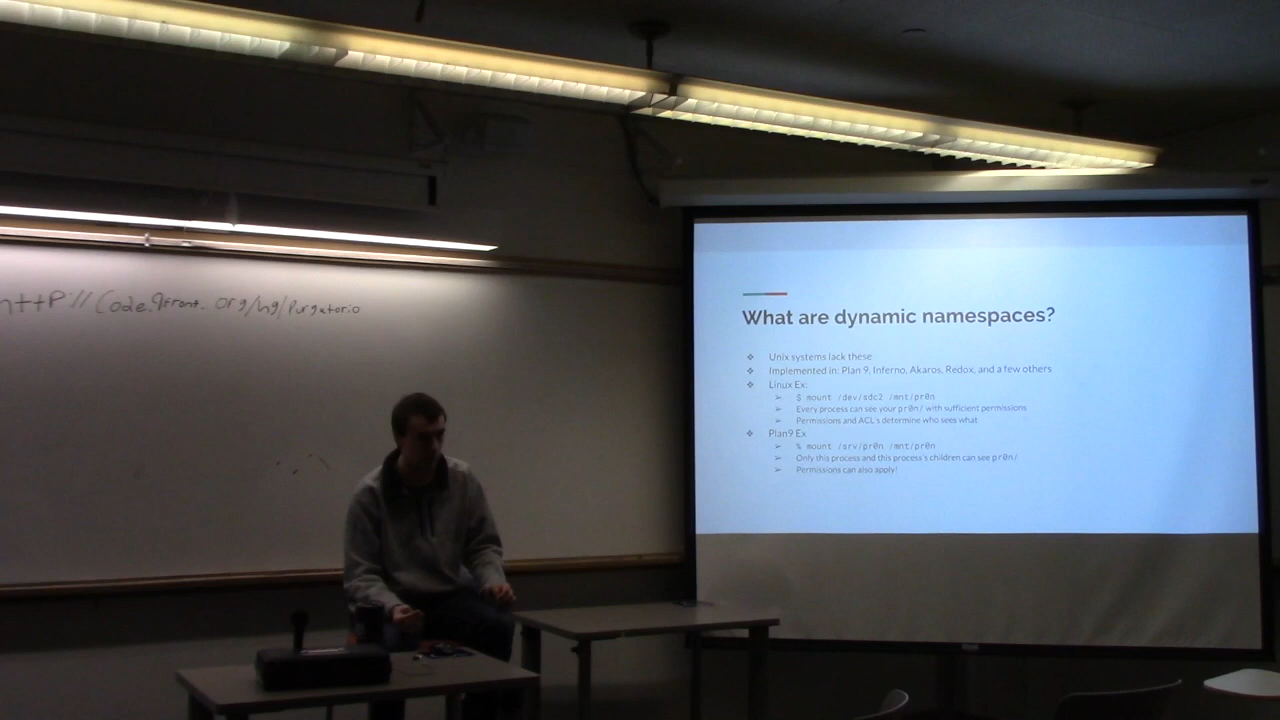 http://Code.9front.org/hg/Purgatorio
What are dynamic namespaces?
❖ Unix systems lack these
❖ Implemented in: Plan 9, Inferno, Akaros, Redox, and a few others
❖ Linux Ex:
➢ $ mount /dev/sdc2 /mnt/pr0n
➢ Every process can see your pr0n/ with sufficient permissions
➢ Permissions and ACL's determine who sees what
❖ Plan9 Ex
➢ % mount /srv/pr0n /mnt/pr0n
➢ Only this process and this process's children can see pr0n/
➢ Permissions can also apply!